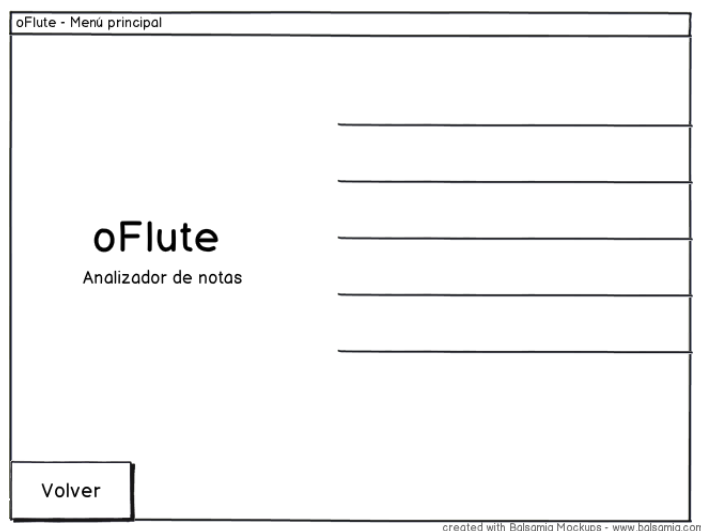 oFlute - Menú principal
oFlute
Analizador de notas
Volver
created with Balsamiq Mockups - www.balsamiq.com